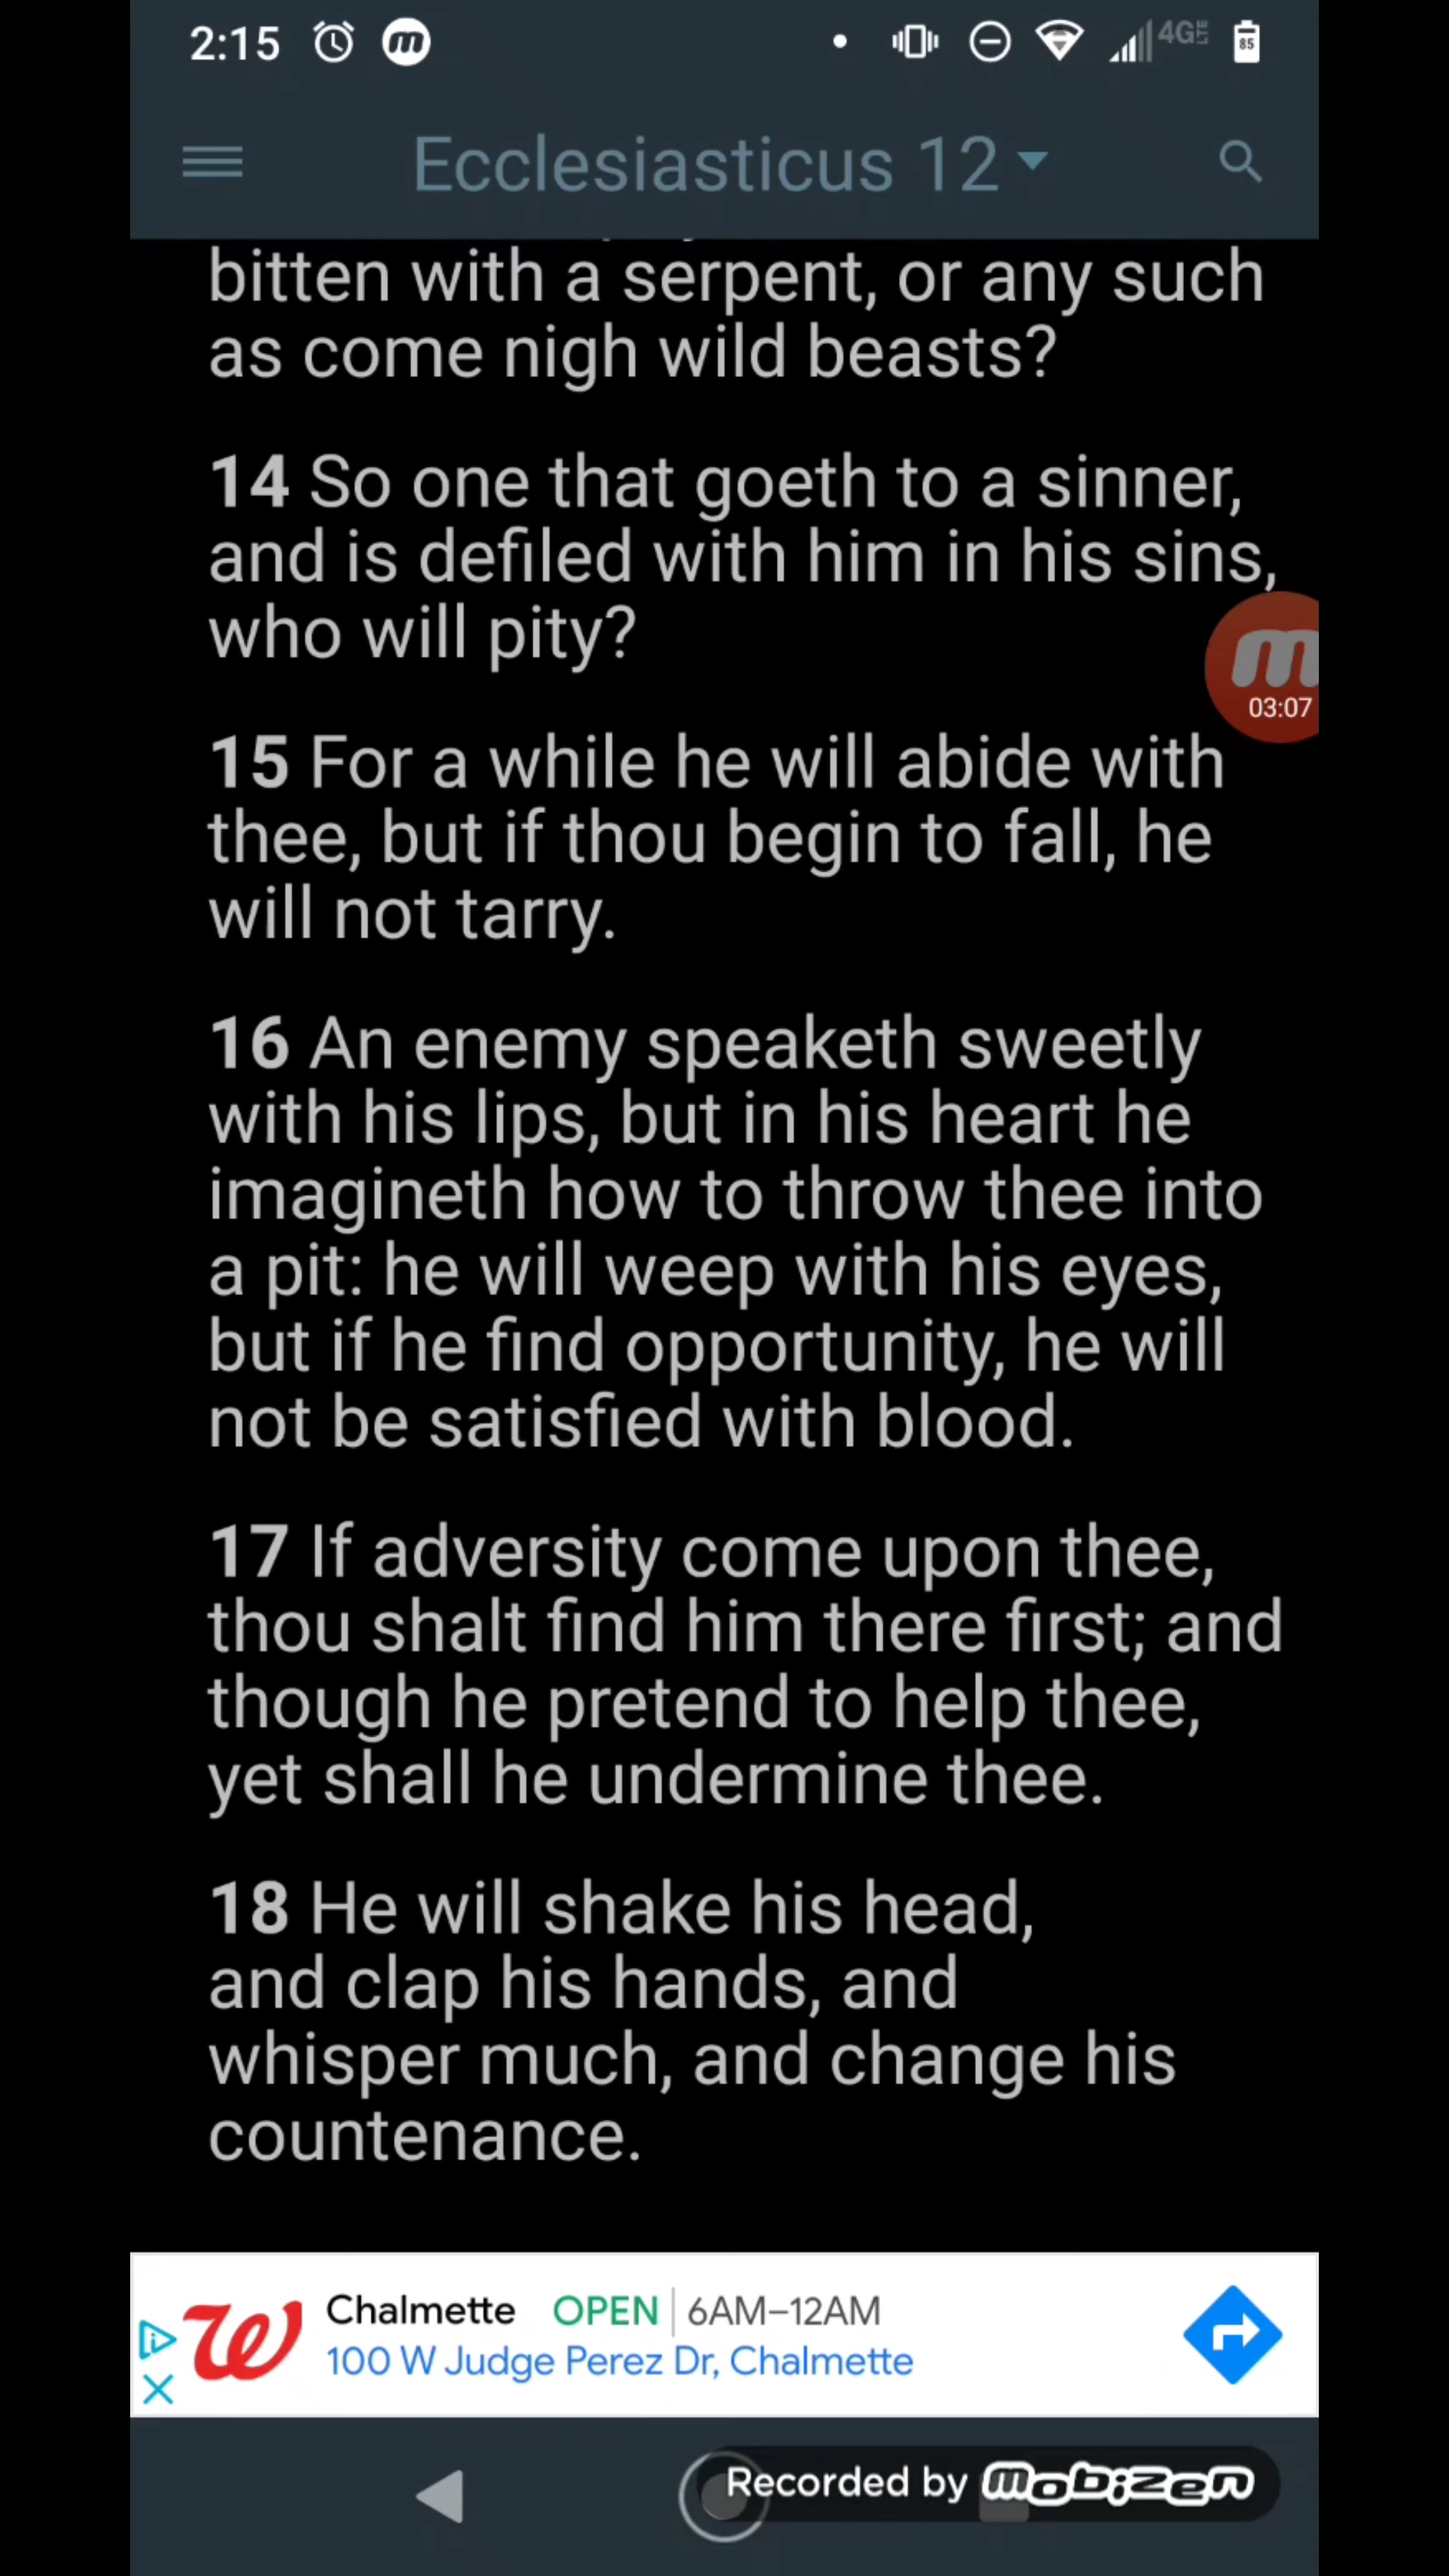 2:15 m 4G LTE 85
Ecclesiasticus 12
bitten with a serpent, or any such
as come nigh wild beasts?
14 So one that goeth to a sinner,
and is defiled with him in his sins,
who will pity?
m
03:07
15 For a while he will abide with
thee, but if thou begin to fall, he
will not tarry.
16 An enemy speaketh sweetly
with his lips, but in his heart he
imagineth how to throw thee into
a pit: he will weep with his eyes,
but if he find opportunity, he will
not be satisfied with blood.
17 If adversity come upon thee,
thou shalt find him there first; and
though he pretend to help thee,
yet shall he undermine thee.
18 He will shake his head,
and clap his hands, and
whisper much, and change his
countenance.
W Chalmette OPEN 6AM–12AM
100 W Judge Perez Dr, Chalmette
Recorded by mobizen